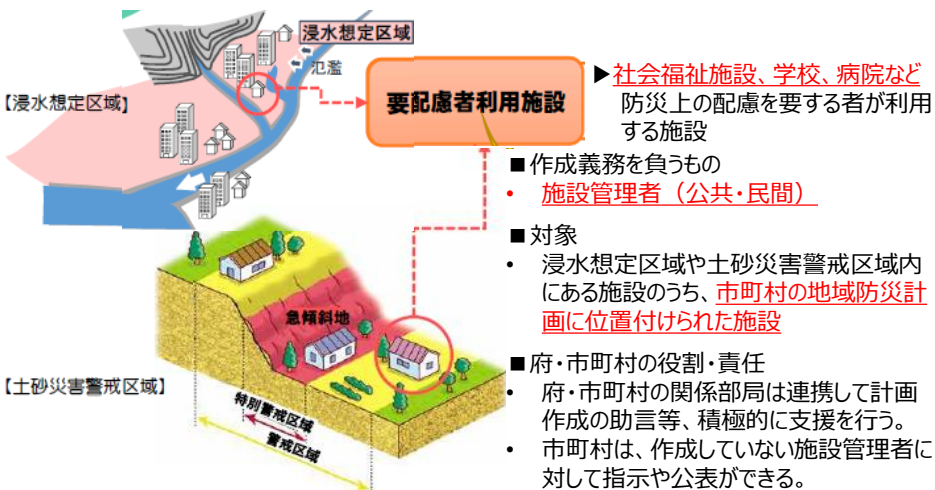 浸水想定区域
氾濫
【浸水想定区域】
要配慮者利用施設
▶社会福祉施設、学校、病院など
防災上の配慮を要する者が利用
する施設
■作成義務を負うもの
• 施設管理者（公共・民間）
■対象
• 浸水想定区域や土砂災害警戒区域内
にある施設のうち、市町村の地域防災計
画に位置付けられた施設
急傾斜地
【土砂災害警戒区域】
特別警戒区域
警戒区域
■府・市町村の役割・責任
• 府・市町村の関係部局は連携して計画
作成の助言等、積極的に支援を行う。
• 市町村は、作成していない施設管理者に
対して指示や公表ができる。